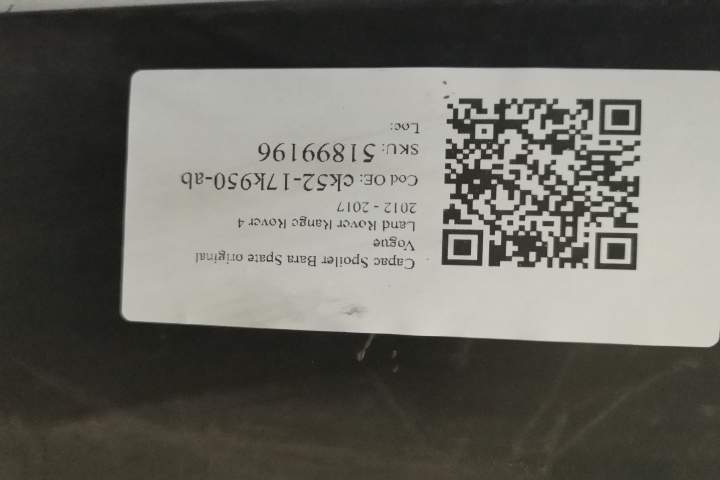 Capac Spoiler Bara Spate original
Vogue
Land Rover Range Rover 4
2012 - 2017
Cod OE: ck52-17k950-ab
SKU: 51899196
Loc: